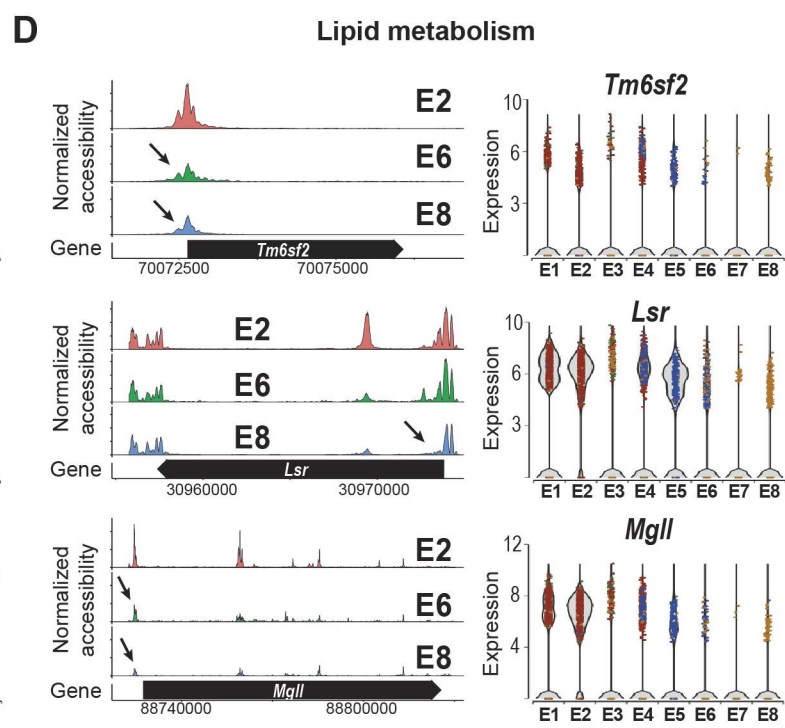 D
Lipid metabolism
Normalized accessibility
E2
E6
E8
Gene
Tm6sf2
70072500 70075000
Tm6sf2
Expression
10
6
3
E1 E2 E3 E4 E5 E6 E7 E8
Normalized accessibility
E2
E6
E8
Gene
Lsr
30960000 30970000
Lsr
Expression
10
6
3
E1 E2 E3 E4 E5 E6 E7 E8
Normalized accessibility
E2
E6
E8
Gene
Mgll
88740000 88800000
Mgll
Expression
12
8
4
E1 E2 E3 E4 E5 E6 E7 E8